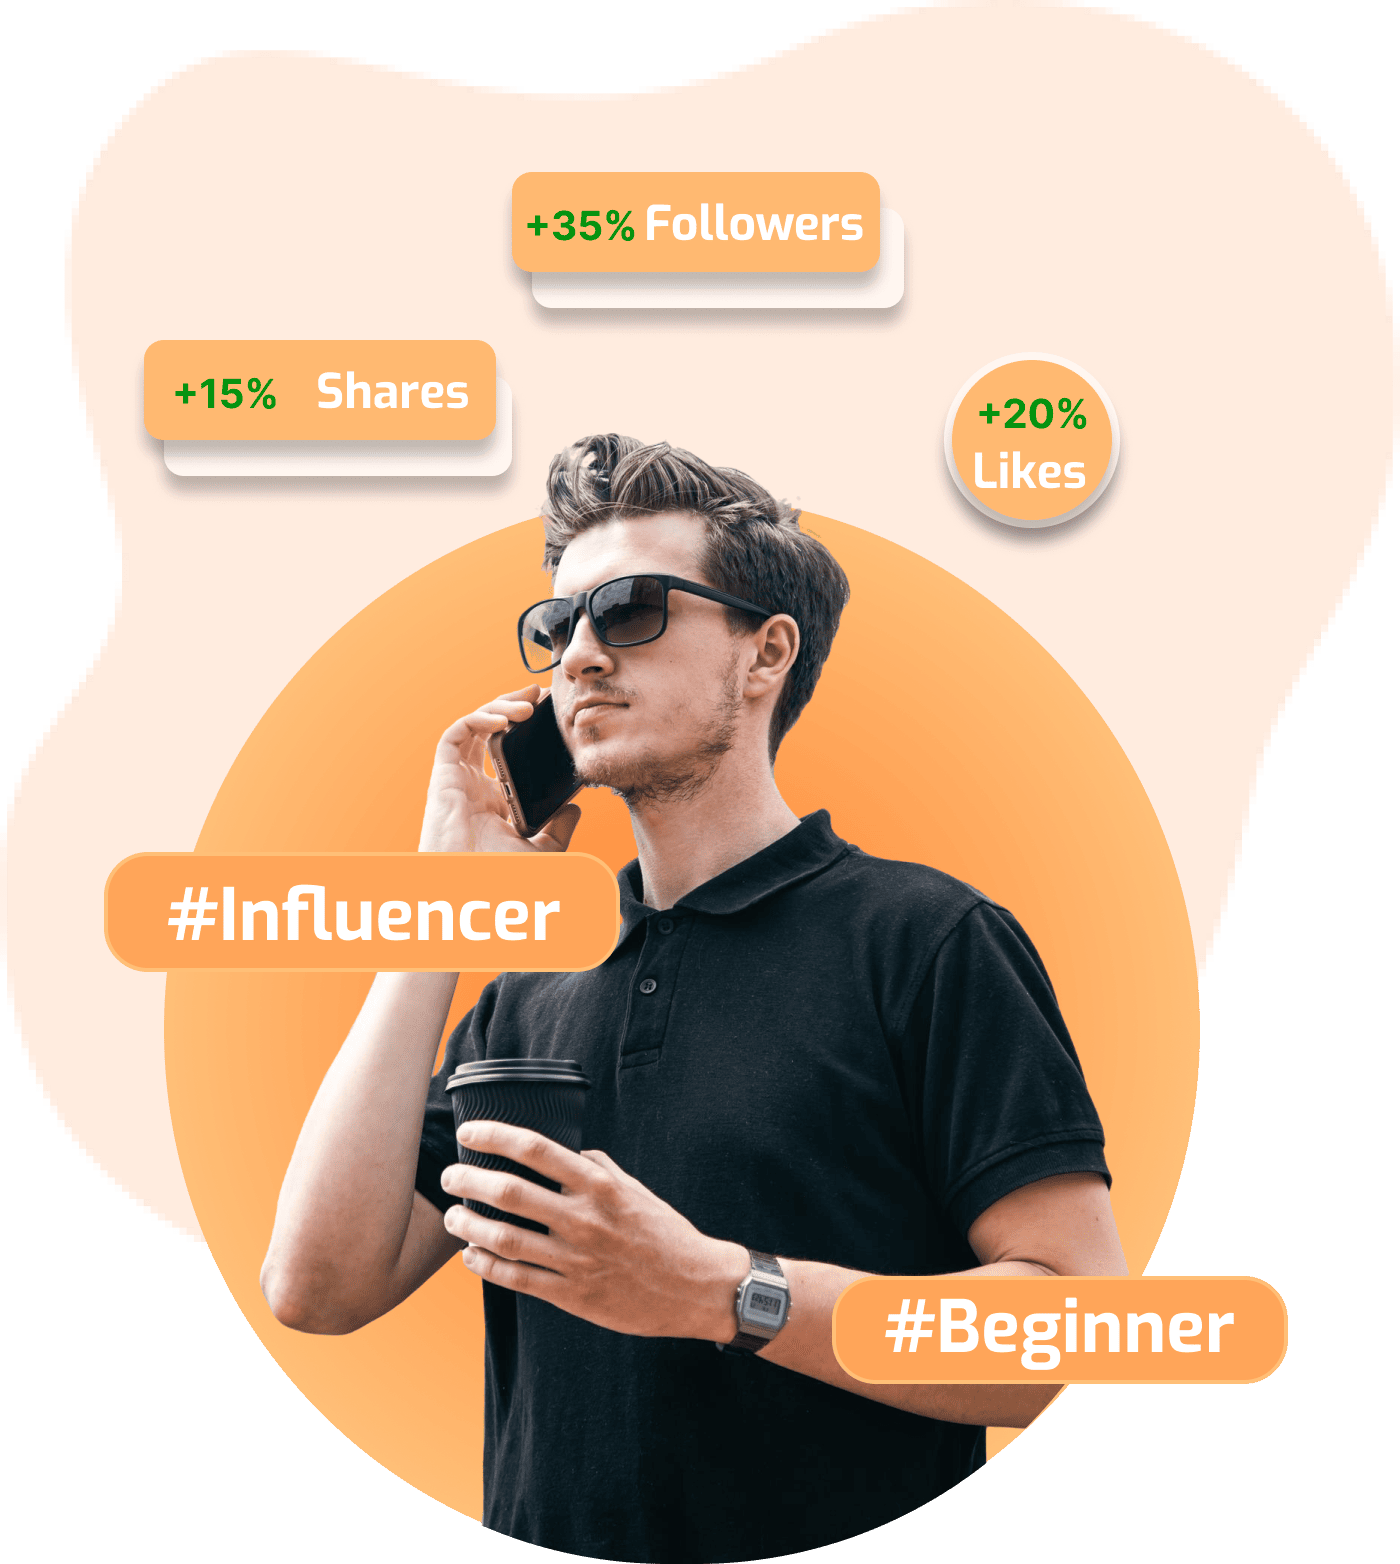 +35% Followers
+15% Shares
+20%
Likes
#Influencer
#Beginner